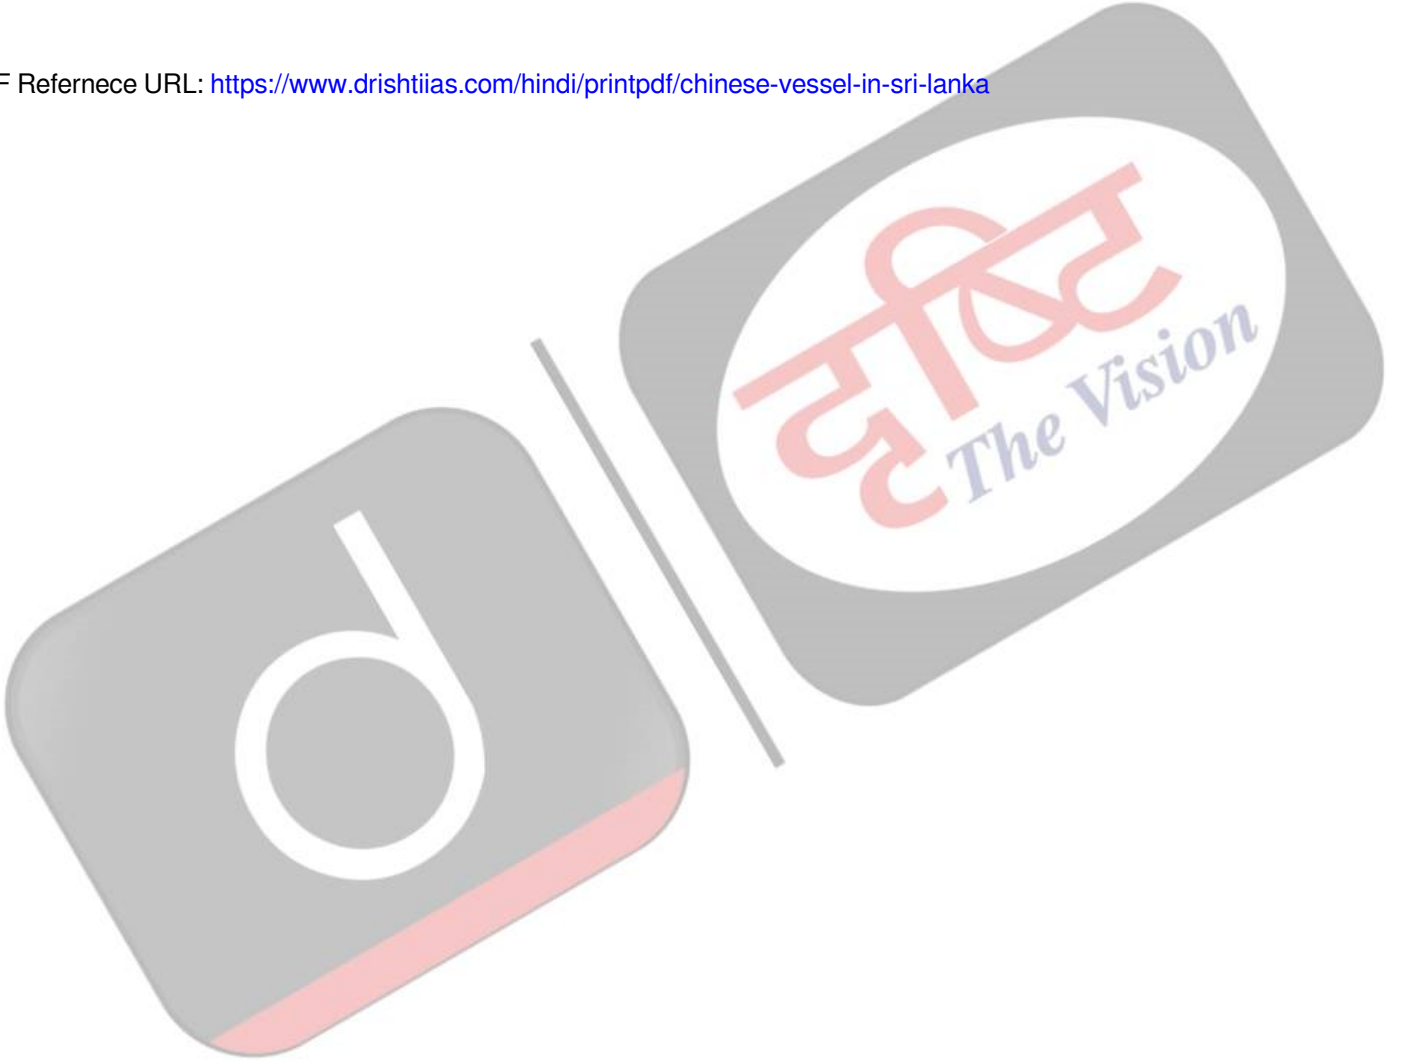 F Refernece URL: https://www.drishtiias.com/hindi/printpdf/chinese-vessel-in-sri-lanka
दृष्टि
The Vision
d